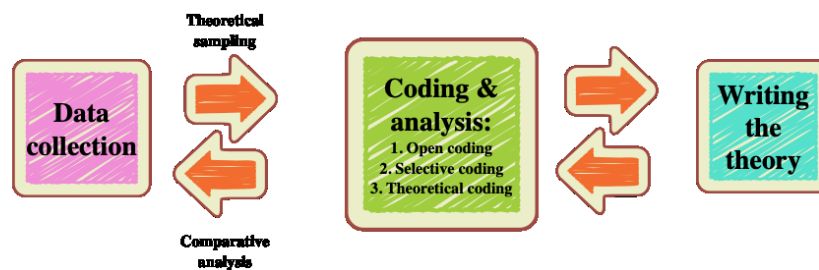 Theoretical
sampling
Data
collection
Comparative
analysis
Coding &
analysis:
1. Open coding
2. Selective coding
3. Theoretical coding
Writing
the
theory